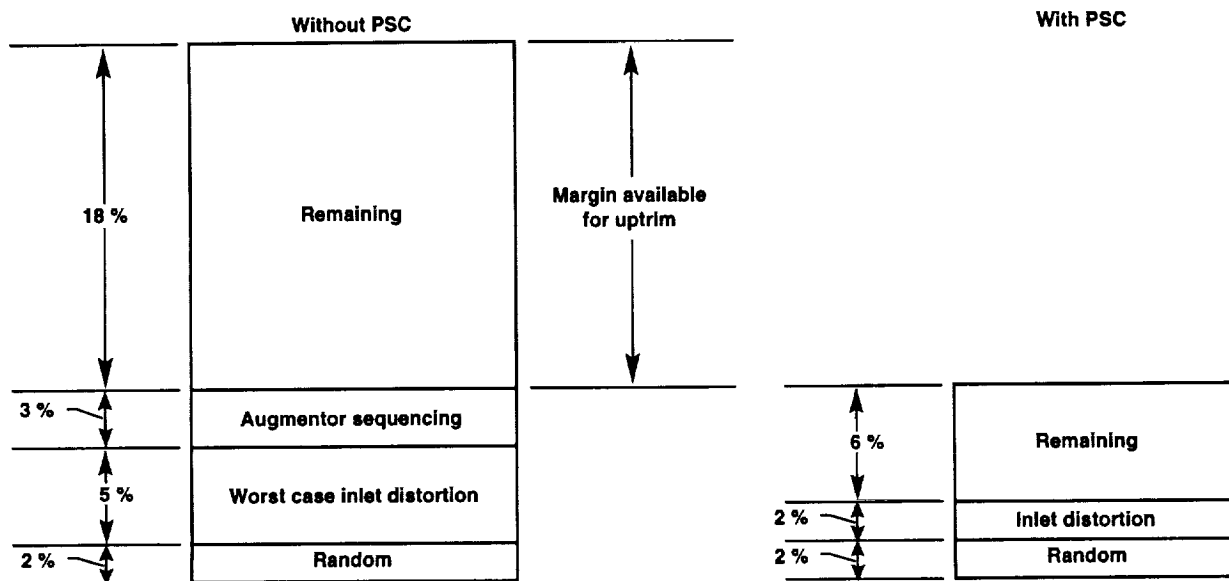 Without PSC
With PSC
18 %
Remaining
Margin available
for uptrim
3 %
Augmentor sequencing
5 %
Worst case inlet distortion
2 %
Random
6 %
Remaining
2 %
Inlet distortion
2 %
Random